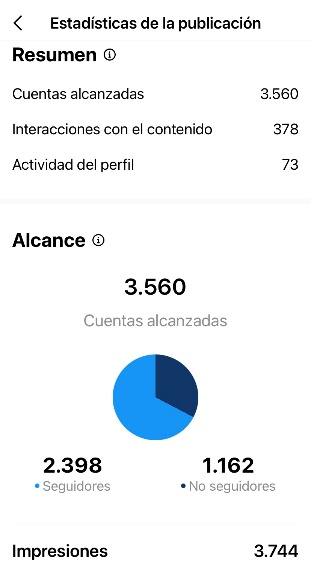 Estadísticas de la publicación
Resumen
Cuentas alcanzadas 3.560
Interacciones con el contenido 378
Actividad del perfil 73
Alcance
3.560
Cuentas alcanzadas
2.398 1.162
Seguidores No seguidores
Impresiones 3.744